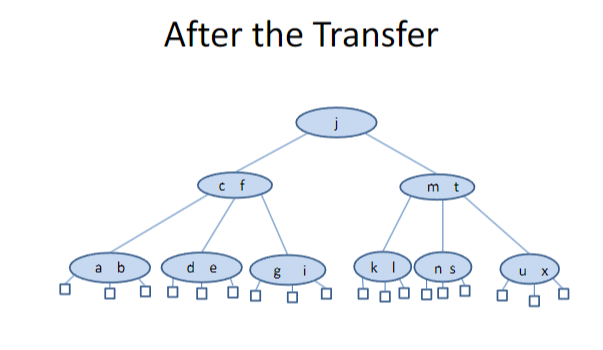 After the Transfer
j
c f
m t
a b
d e
g i
k l
n s
u x